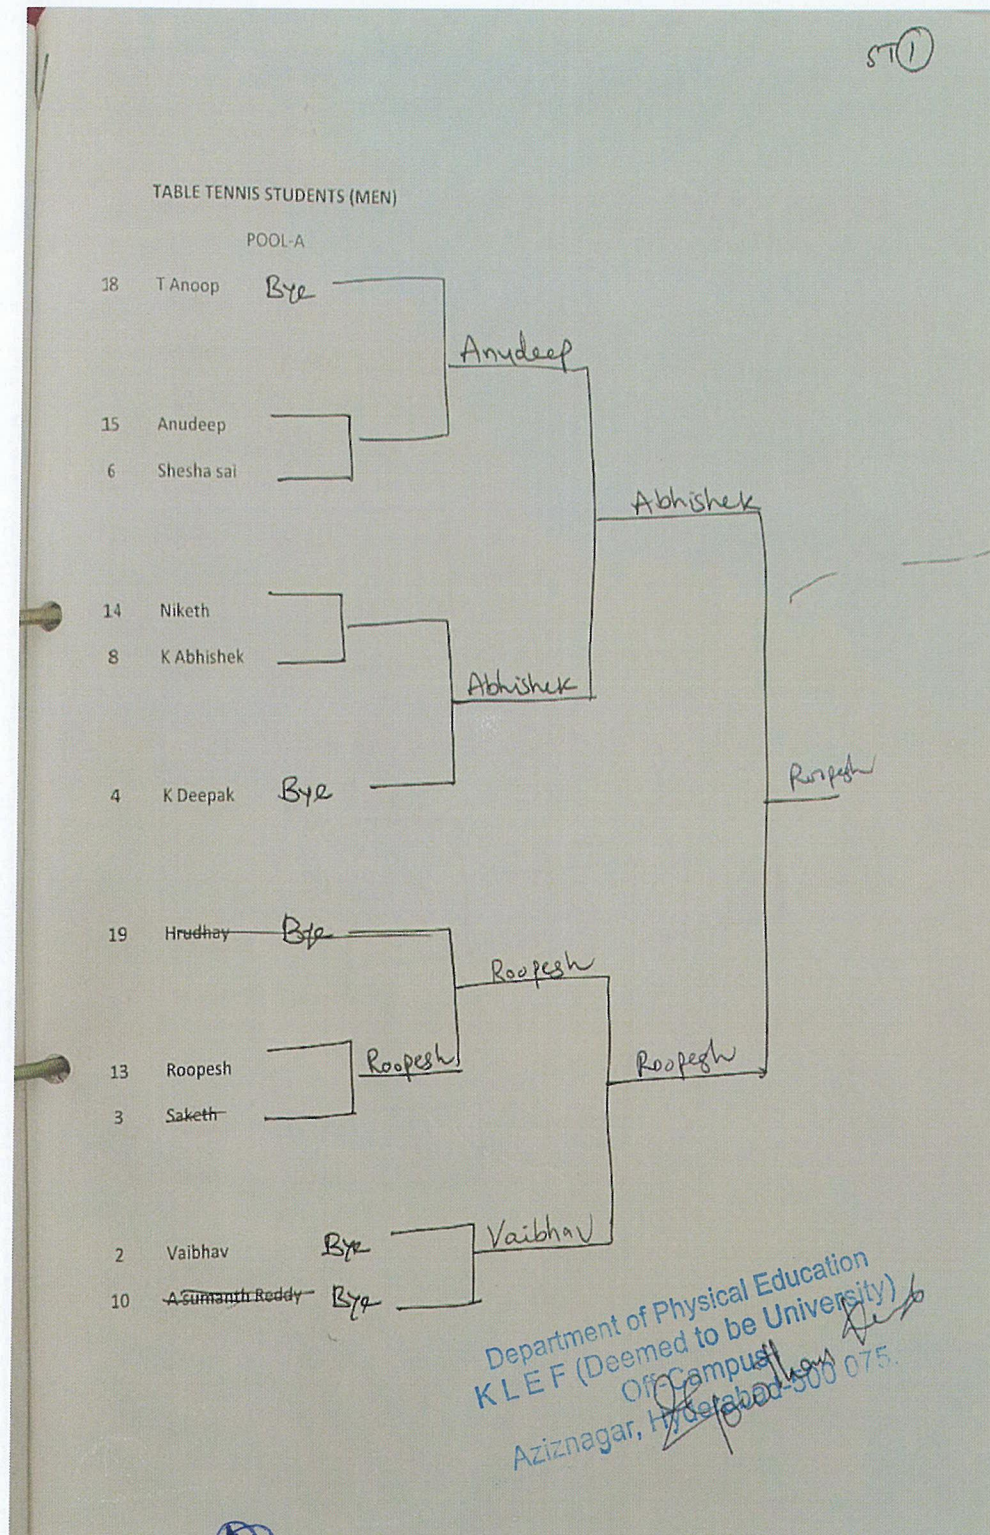 ST 1
TABLE TENNIS STUDENTS (MEN)
POOL-A
18 T Anoop Bye
Anudeep
15 Anudeep
6 Shesha sai
Abhishek
14 Niketh
8 K Abhishek
Abhishek
4 K Deepak Bye
Roopesh
19 Hrudhay Bye
Roopesh
13 Roopesh Roopesh
Roopesh
3 Saketh
2 Vaibhav Bye Vaibhav
10 A Sumanth Reddy Bye
Department of Physical Education
K L E F (Deemed to be University)
Off-Campus
Aziznagar, Hyderabad-500 075.